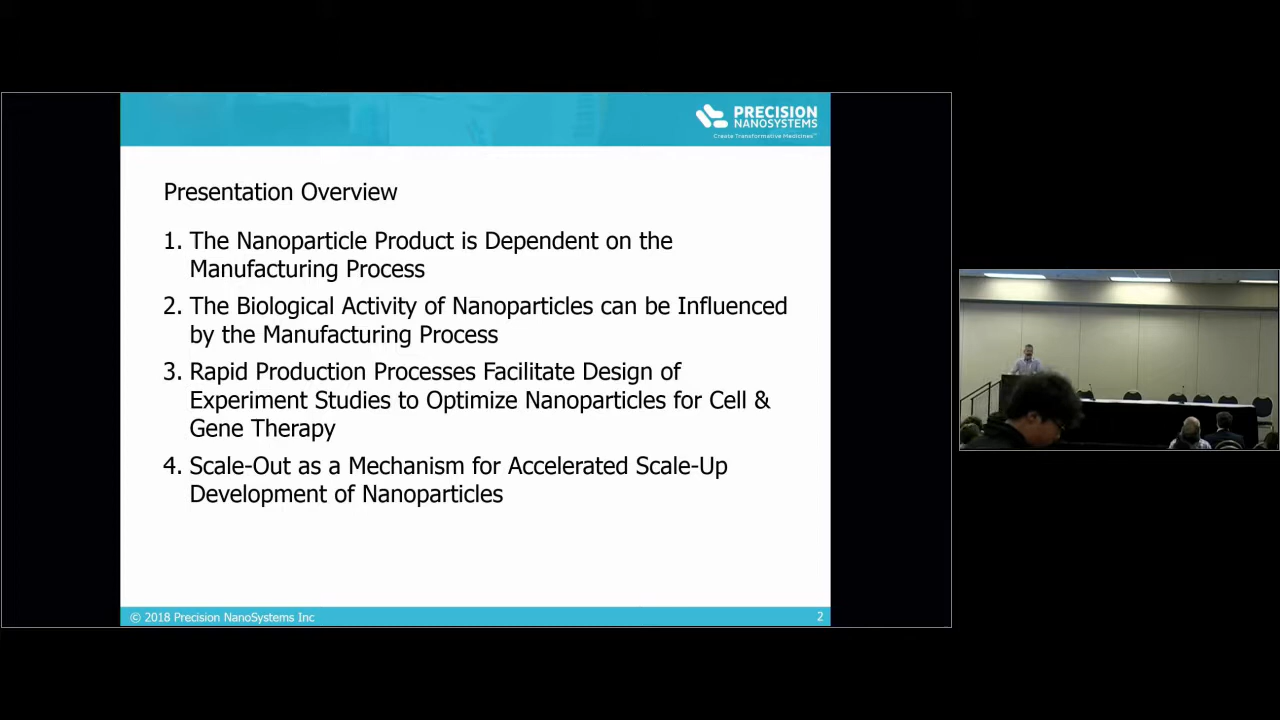 PRECISION
NANOSYSTEMS
Create Transformative Medicines™
Presentation Overview
1. The Nanoparticle Product is Dependent on the
Manufacturing Process
2. The Biological Activity of Nanoparticles can be Influenced
by the Manufacturing Process
3. Rapid Production Processes Facilitate Design of
Experiment Studies to Optimize Nanoparticles for Cell &
Gene Therapy
4. Scale-Out as a Mechanism for Accelerated Scale-Up
Development of Nanoparticles
© 2018 Precision NanoSystems Inc
2